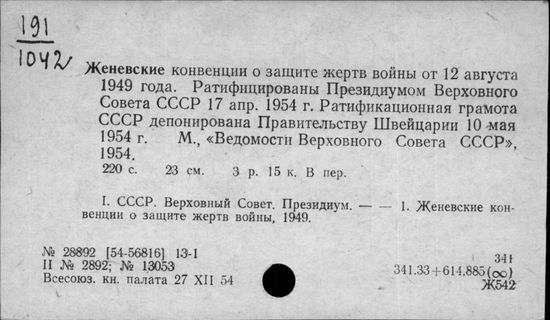 191
1042
Женевские конвенции о защите жертв войны от 12 августа
1949 года. Ратифицированы Президиумом Верховного
Совета СССР 17 апр. 1954 г. Ратификационная грамота
СССР депонирована Правительству Швейцарии 10 мая
1954 г. М., «Ведомости Верховного Совета СССР»,
1954.
220 с. 23 см. 3 р. 15 к. В пер.
I. СССР. Верховный Совет. Президиум. — — 1. Женевские кон-
венции о защите жертв войны, 1949.
№ 28892 [54-56816] 13-1
II № 2892; № 13053
Всесоюз. кн. палата 27 XII 54
341
341.33+614.885(∞)
Ж542